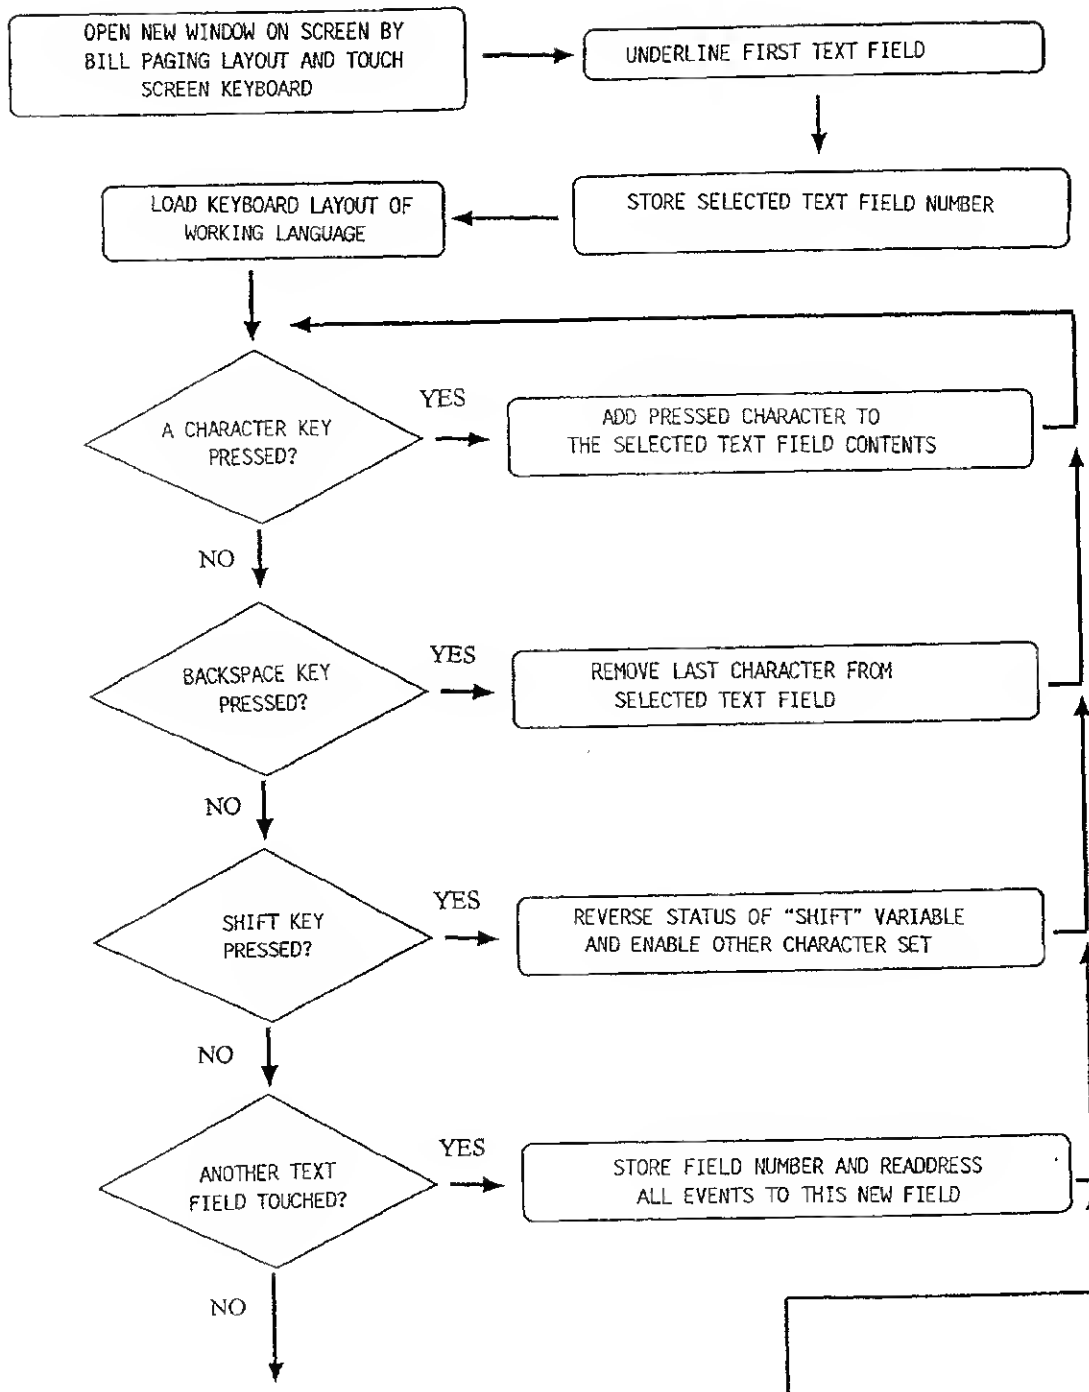 OPEN NEW WINDOW ON SCREEN BY
BILL PAGING LAYOUT AND TOUCH
SCREEN KEYBOARD
UNDERLINE FIRST TEXT FIELD
STORE SELECTED TEXT FIELD NUMBER
LOAD KEYBOARD LAYOUT OF
WORKING LANGUAGE
A CHARACTER KEY
PRESSED?
YES
ADD PRESSED CHARACTER TO
THE SELECTED TEXT FIELD CONTENTS
NO
BACKSPACE KEY
PRESSED?
YES
REMOVE LAST CHARACTER FROM
SELECTED TEXT FIELD
NO
SHIFT KEY
PRESSED?
YES
REVERSE STATUS OF "SHIFT" VARIABLE
AND ENABLE OTHER CHARACTER SET
NO
ANOTHER TEXT
FIELD TOUCHED?
YES
STORE FIELD NUMBER AND READDRESS
ALL EVENTS TO THIS NEW FIELD
NO